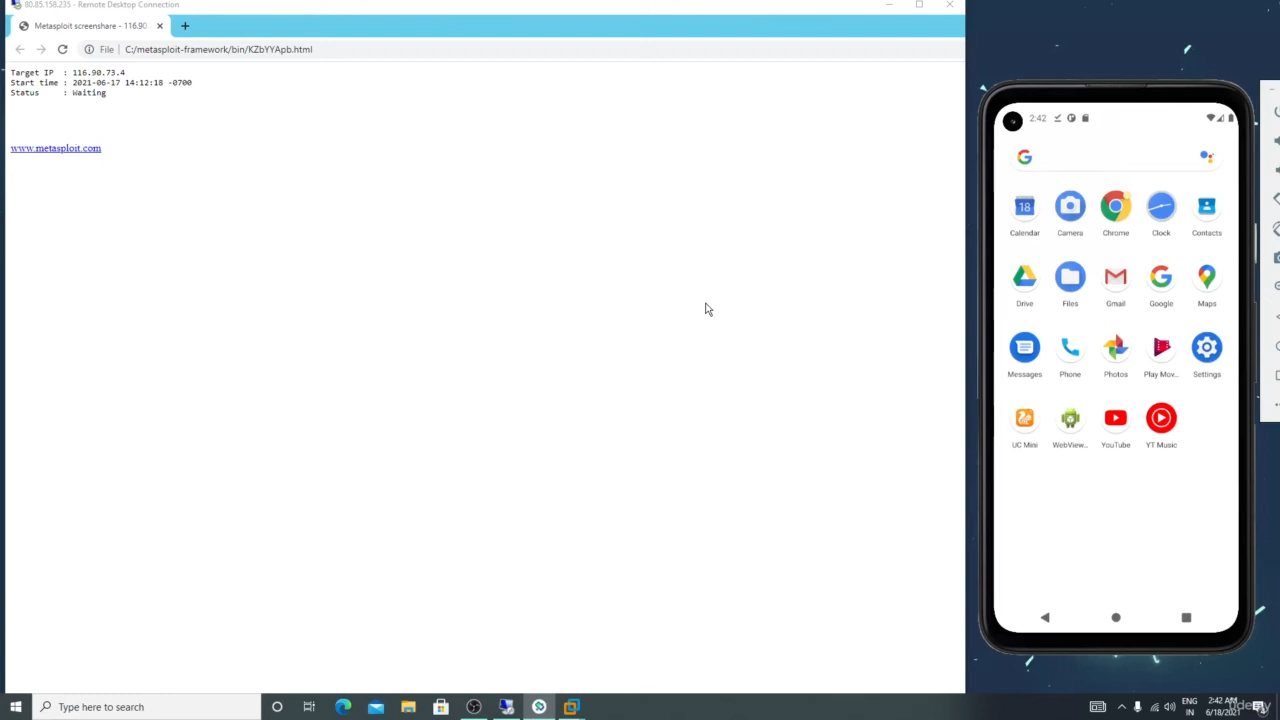 80.85.158.235 - Remote Desktop Connection
Metasploit screenshare - 116.90
File | C:/metasploit-framework/bin/KZbYYApb.html
Target IP : 116.90.73.4
Start time : 2021-06-17 14:12:18 -0700
Status : Waiting
www.metasploit.com
2:42
18
Calendar
Camera
Chrome
Clock
Contacts
Drive
Files
Gmail
Google
Maps
Messages
Phone
Photos
Play Mov...
Settings
UC Mini
WebView...
YouTube
YT Music
Type here to search
ENG
IN
2:42 AM
6/18/2021